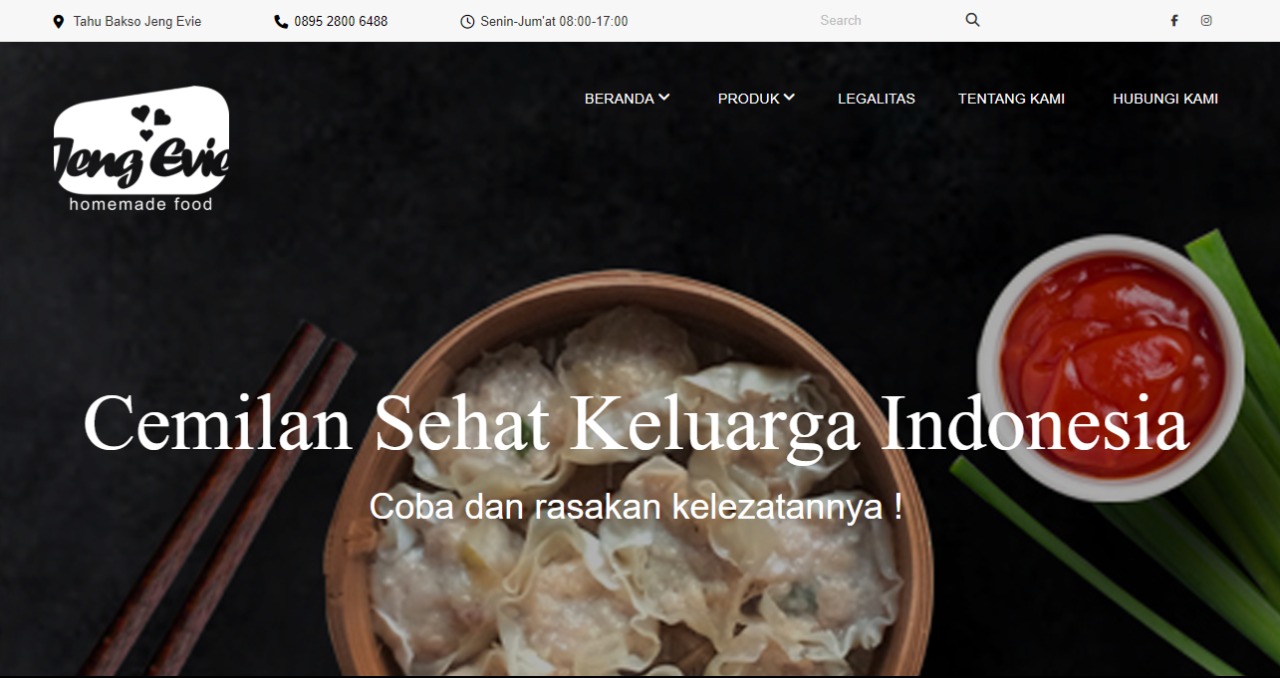 Tahu Bakso Jeng Evie
0895 2800 6488
Senin-Jum'at 08:00-17:00
Search
Jeng Evie
homemade food
BERANDA
PRODUK
LEGALITAS
TENTANG KAMI
HUBUNGI KAMI
Cemilan Sehat Keluarga Indonesia
Coba dan rasakan kelezatannya !